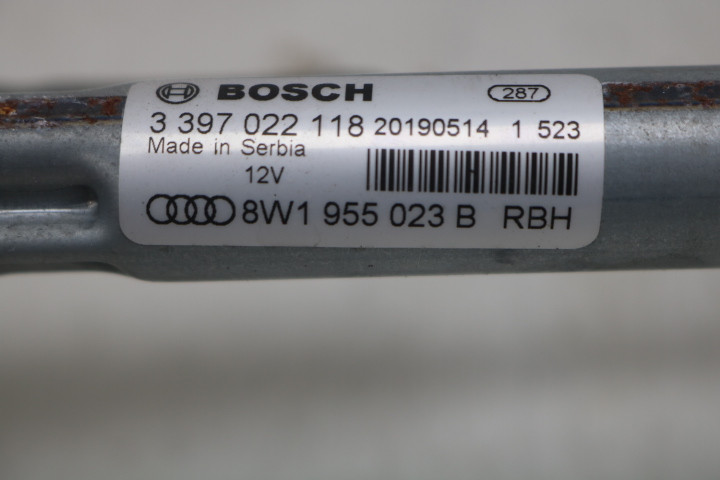 BOSCH 287
3 397 022 118 20190514 1 523
Made in Serbia
12V
8W1 955 023 B RBH